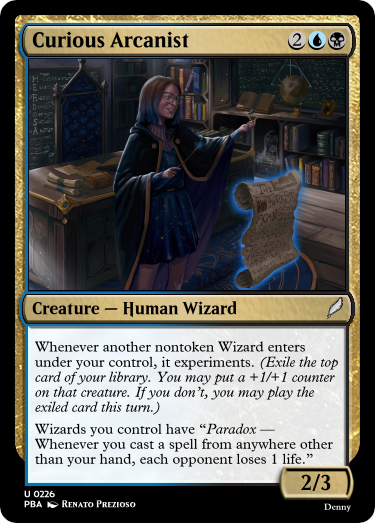 Curious Arcanist 2
Creature — Human Wizard
Whenever another nontoken Wizard enters
under your control, it experiments. (Exile the top
card of your library. You may put a +1/+1 counter
on that creature. If you don't, you may play the
exiled card this turn.)
Wizards you control have “Paradox —
Whenever you cast a spell from anywhere other
than your hand, each opponent loses 1 life.”
2/3
U 0226
PBA Renato Prezioso
Denny